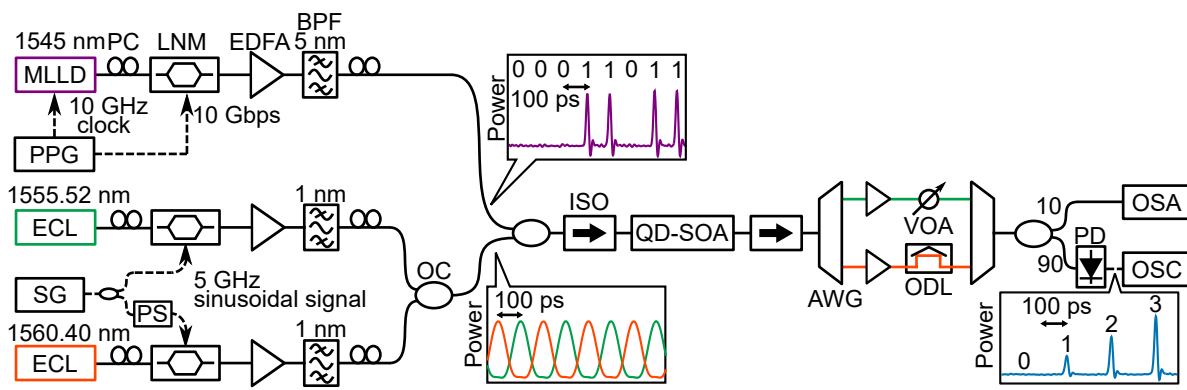 BPF
1545 nm PC LNM EDFA 5 nm
MLLD
10 GHz
clock
10 Gbps
PPG
0 0 0 1 1 0 1 1
100 ps
Power
1555.52 nm
1 nm
ECL
SG
PS
5 GHz
sinusoidal signal
OC
1560.40 nm
1 nm
ECL
100 ps
Power
ISO
QD-SOA
AWG
VOA
ODL
10
OSA
90
PD
OSC
100 ps
Power
0 1 2 3